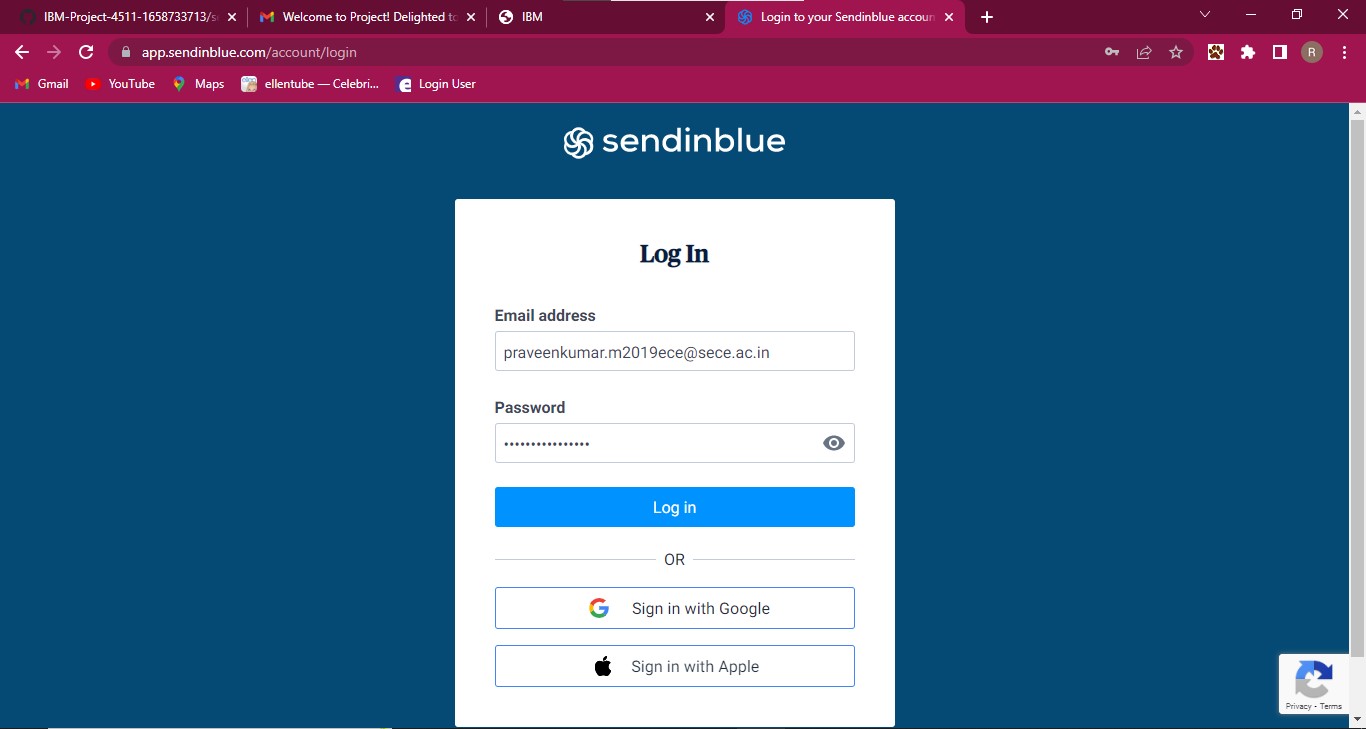 IBM-Project-4511-1658733713/s
Welcome to Project! Delighted to
IBM
Login to your Sendinblue accoun
app.sendinblue.com/account/login
R
Gmail
YouTube
Maps
ellentube — Celebri...
Login User
sendinblue
Log In
Email address
praveenkumar.m2019ece@sece.ac.in
Password
••••••••••••••••
Log in
OR
Sign in with Google
Sign in with Apple
Privacy - Terms